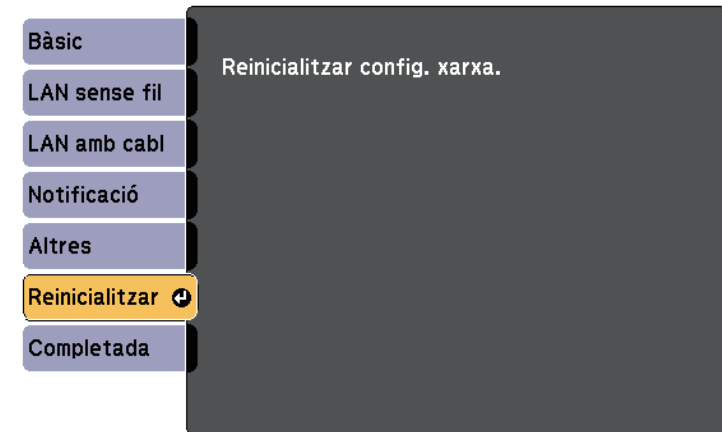 Bàsic
Reinicialitzar config. xarxa.
LAN sense fil
LAN amb cabl
Notificació
Altres
Reinicialitzar
Completada